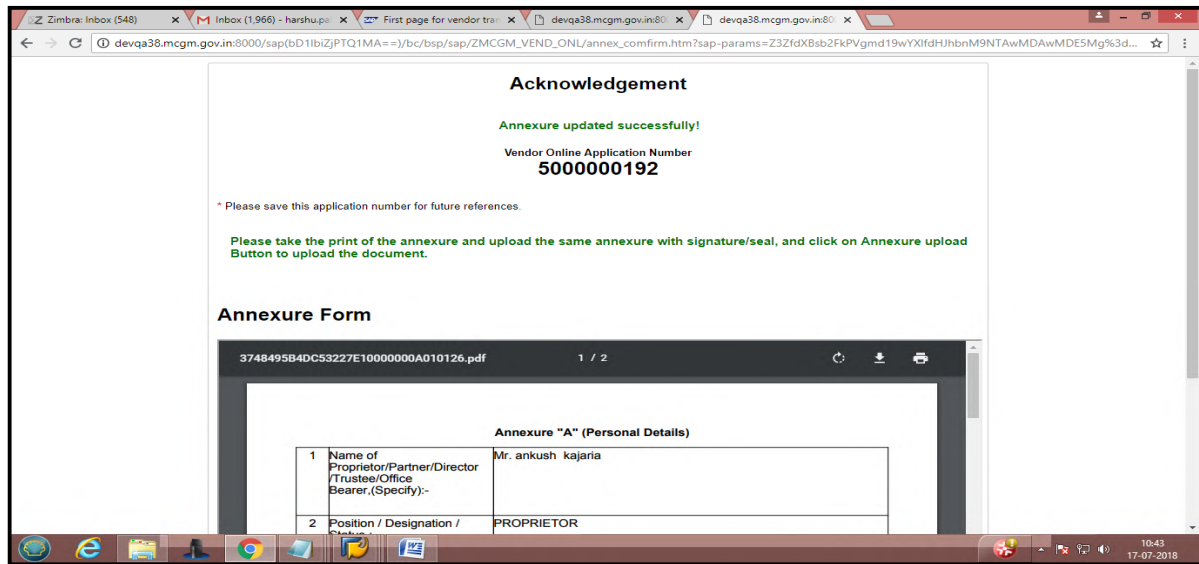 Zimbra: Inbox (548)
Inbox (1,966) - harshu.pa
First page for vendor tran
devqa38.mcgm.gov.in:80
devqa38.mcgm.gov.in:80
devqa38.mcgm.gov.in:8000/sap(bD1lbiZjPTQ1MA==)/bc/bsp/sap/ZMCGM_VEND_ONL/annex_comfirm.htm?sap-params=Z3ZfdXBsb2FkPVgmd19wYXIfdHJhbnM9NTAwMDAwMDE5Mg%3d...
Acknowledgement
Annexure updated successfully!
Vendor Online Application Number
5000000192
* Please save this application number for future references.
Please take the print of the annexure and upload the same annexure with signature/seal, and click on Annexure upload
Button to upload the document.
Annexure Form
3748495B4DC53227E10000000A010126.pdf 1 / 2
Annexure "A" (Personal Details)
1 Name of Mr. ankush kajaria
Proprietor/Partner/Director
/Trustee/Office
Bearer,(Specify):-
2 Position / Designation / PROPRIETOR
10:43
17-07-2018